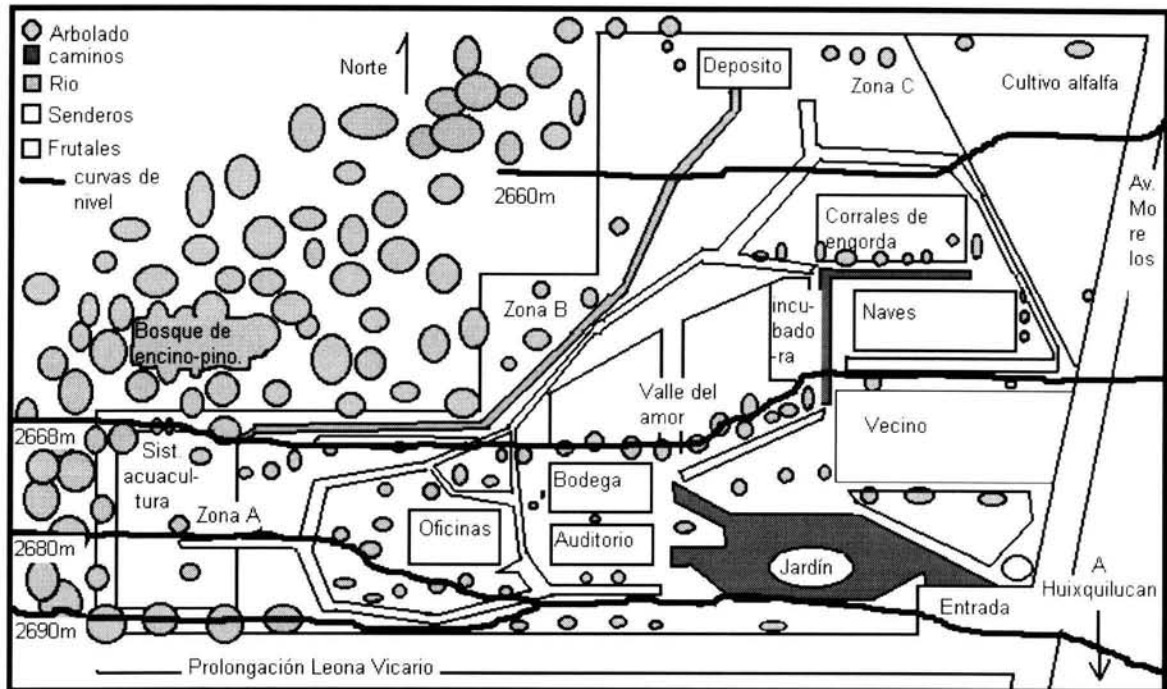 Arbolado
caminos
Rio
Senderos
Frutales
curvas de
nivel
Norte
Deposito
Zona C
Cultivo alfalfa
2660m
Av.
Mo
re
los
Corrales de
engorda
Zona B
incu-
bado
-ra
Naves
Bosque de
encino-pino.
Valle del
amor
Vecino
2668m
Sist.
acuacul-
tura
Bodega
Zona A
Oficinas
Auditorio
2680m
Jardín
A
Huixquilucan
Entrada
2690m
Prolongación Leona Vicario